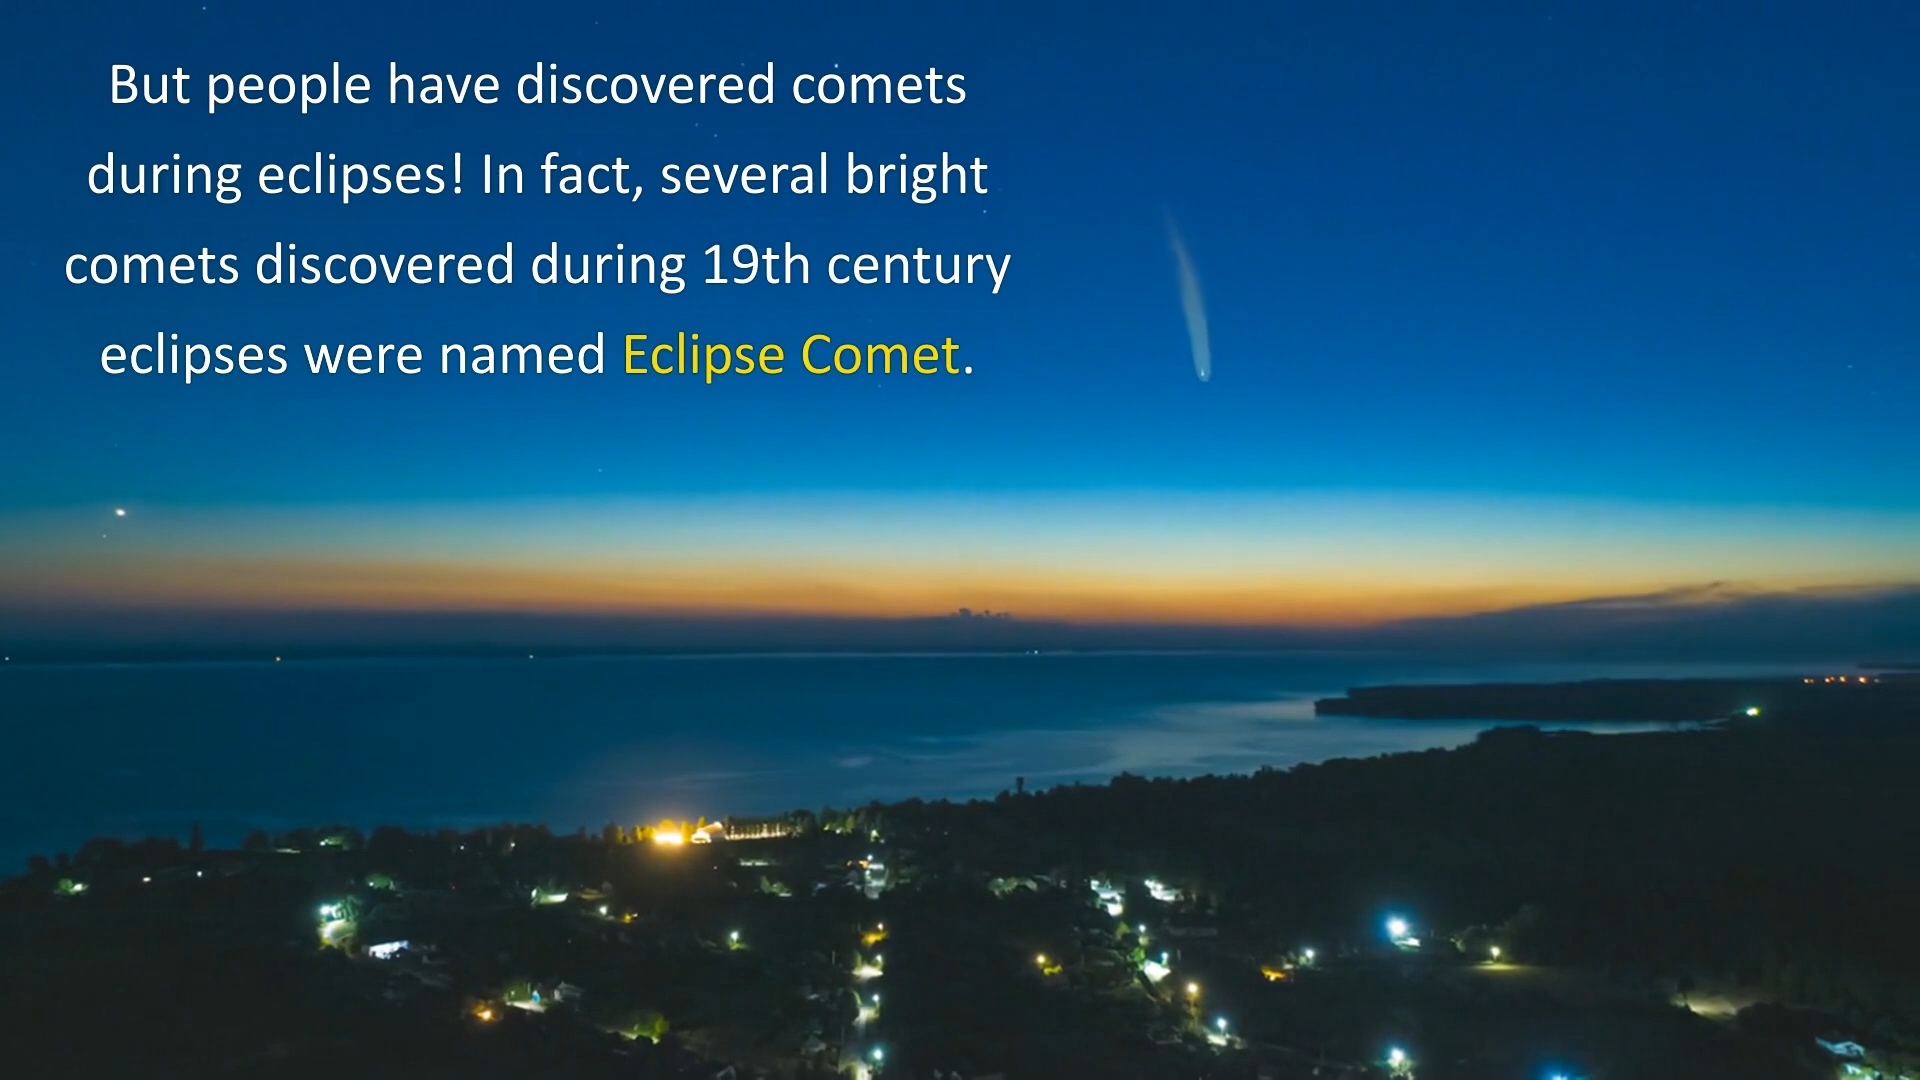 But people have discovered comets
during eclipses! In fact, several bright
comets discovered during 19th century
eclipses were named Eclipse Comet.